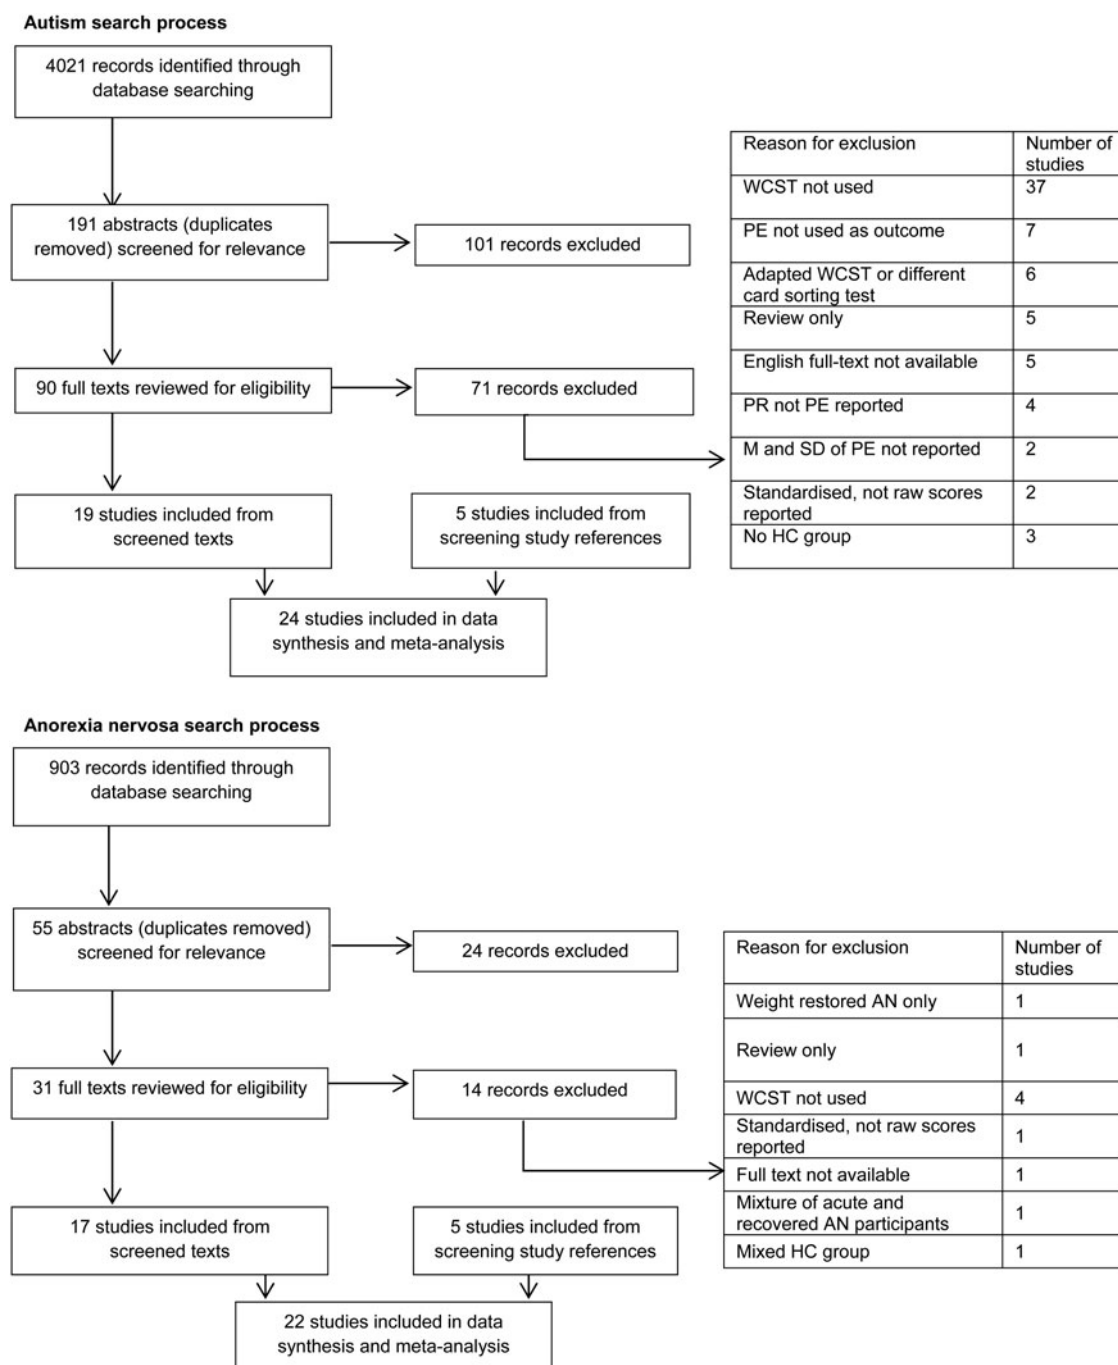 Autism search process
4021 records identified through
database searching
191 abstracts (duplicates
removed) screened for relevance
101 records excluded
90 full texts reviewed for eligibility
71 records excluded
19 studies included from
screened texts
5 studies included from
screening study references
24 studies included in data
synthesis and meta-analysis
Reason for exclusion
Number of
studies
WCST not used
37
PE not used as outcome
7
Adapted WCST or different
card sorting test
6
Review only
5
English full-text not available
5
PR not PE reported
4
M and SD of PE not reported
2
Standardised, not raw scores
reported
2
No HC group
3
Anorexia nervosa search process
903 records identified through
database searching
55 abstracts (duplicates removed)
screened for relevance
24 records excluded
31 full texts reviewed for eligibility
14 records excluded
17 studies included from
screened texts
5 studies included from
screening study references
22 studies included in data
synthesis and meta-analysis
Reason for exclusion
Number of
studies
Weight restored AN only
1
Review only
1
WCST not used
4
Standardised, not raw scores
reported
1
Full text not available
1
Mixture of acute and
recovered AN participants
1
Mixed HC group
1